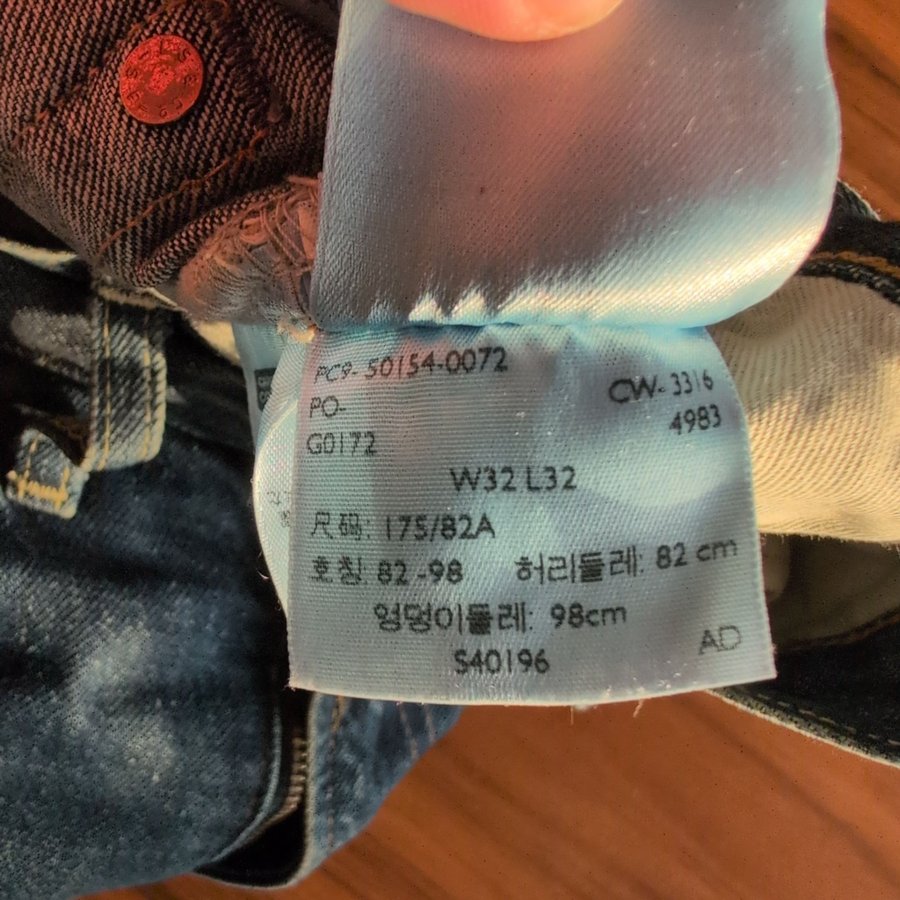 PC9- 50154-0072
CW- 3316
PO-
4983
G0172
W32 L32
尺码: 175/82A
호칭: 82 -98 허리둘레: 82 cm
엉덩이둘레: 98cm
AD
S40196